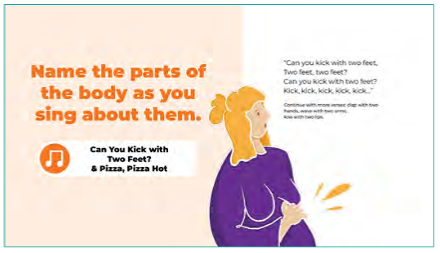 Name the parts of
the body as you
sing about them.
Can You Kick with
Two Feet?
& Pizza, Pizza Hot
"Can you kick with two feet,
Two feet, two feet?
Can you kick with two feet?
Kick, kick, kick, kick, kick..."
Continue with more verses: clap with two
hands, wave with two arms,
kiss with two lips.